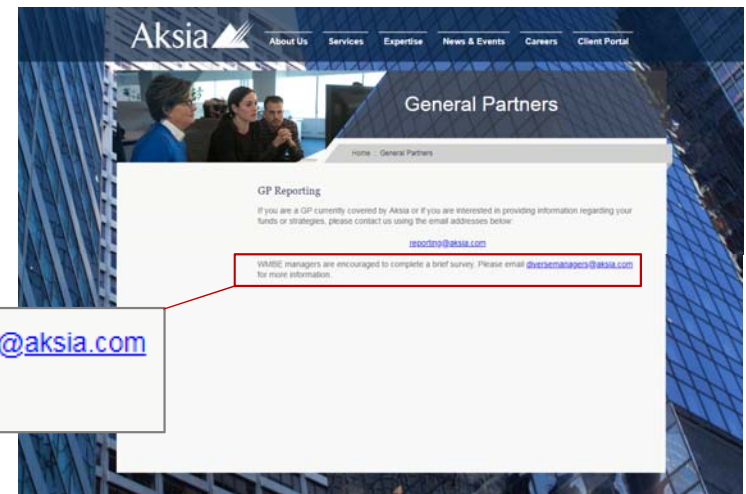 Aksia
About Us Services Expertise News & Events Careers Client Portal
General Partners
Home :: General Partners
GP Reporting
If you are a GP currently covered by Aksia or if you are interested in providing information regarding your
funds or strategies, please contact us using the email addresses below:
reporting@aksia.com
WMBE managers are encouraged to complete a brief survey. Please email diversemanagers@aksia.com
for more information.
@aksia.com